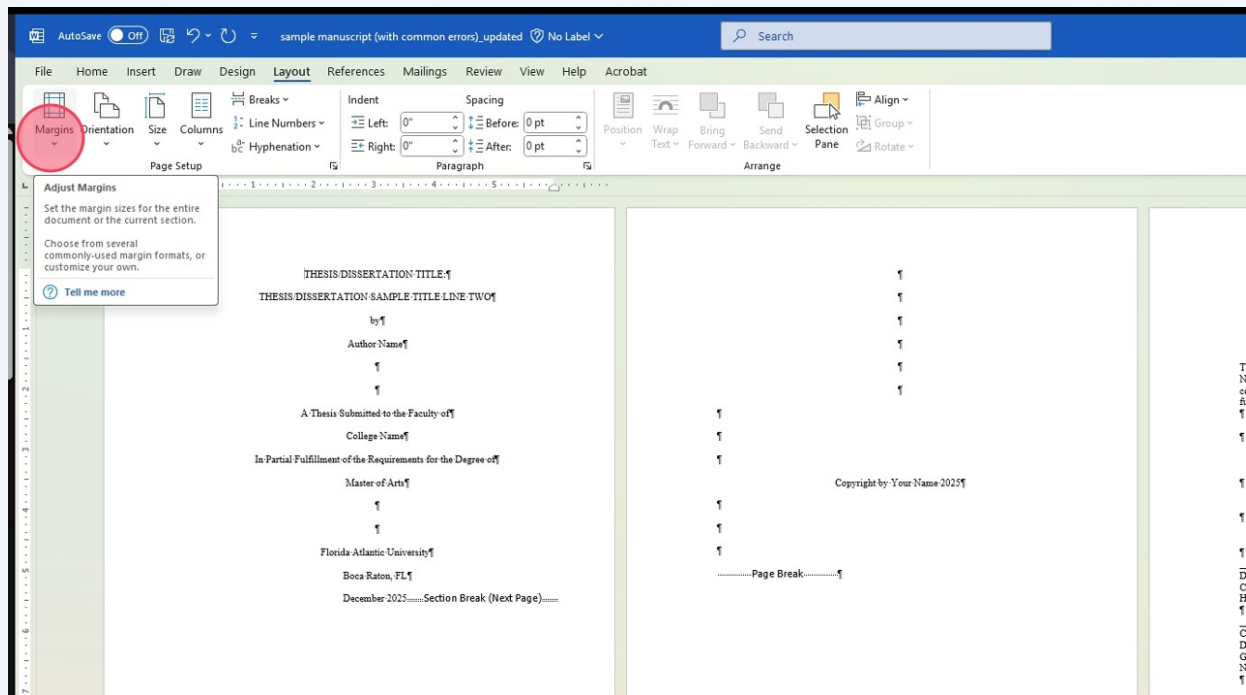 AutoSave Off sample manuscript (with common errors)_updated No Label Search
File Home Insert Draw Design Layout References Mailings Review View Help Acrobat
Margins Orientation Size Columns
Breaks
Line Numbers
Hyphenation
Page Setup
Indent Spacing
Left: 0" Before: 0 pt
Right: 0" After: 0 pt
Paragraph
Position Wrap Text Bring Forward Send Backward Selection Pane
Align
Group
Rotate
Arrange
Adjust Margins
Set the margin sizes for the entire
document or the current section.
Choose from several
commonly-used margin formats, or
customize your own.
Tell me more
1 2 3 4 5
THESIS/DISSERTATION·TITLE:¶
THESIS/DISSERTATION·SAMPLE·TITLE·LINE·TWO¶
by¶
Author·Name¶
¶
¶
A·Thesis·Submitted·to·the·Faculty·of¶
College·Name¶
In·Partial·Fulfillment·of·the·Requirements·for·the·Degree·of¶
Master·of·Arts¶
¶
¶
Florida·Atlantic·University¶
Boca·Raton,·FL¶
December·2025 Section Break (Next Page)
¶
¶
¶
¶
¶
¶
¶
¶
¶
Copyright·by·Your·Name·2025¶
¶
¶
¶
Page Break ¶